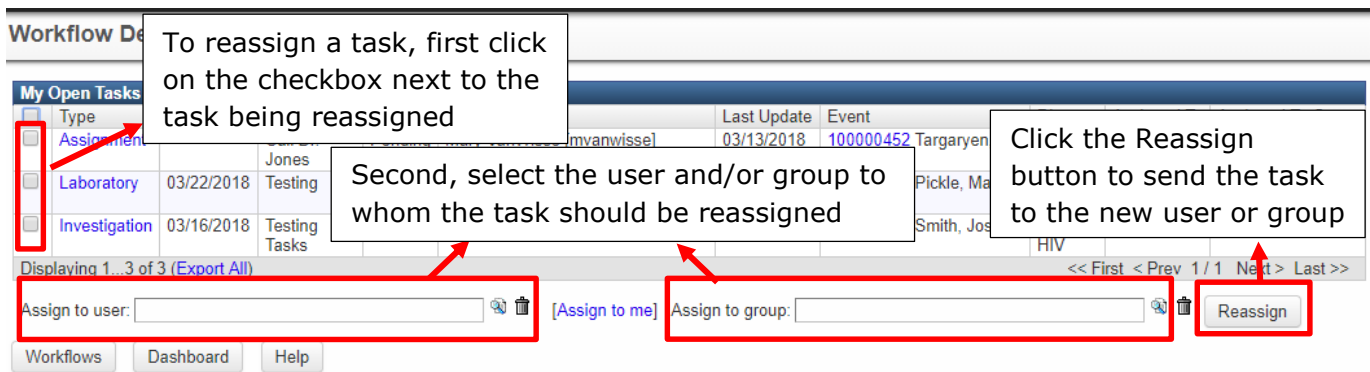 Workflow De
To reassign a task, first click
on the checkbox next to the
task being reassigned
My Open Tasks
Type Last Update Event
Assignment Pending [mvanwisse] 03/13/2018 100000452 Targaryen
Jones
Laboratory 03/22/2018 Testing Pickle, Ma
Investigation 03/16/2018 Testing Smith, Jos
Tasks HIV
Second, select the user and/or group to
whom the task should be reassigned
Click the Reassign
button to send the task
to the new user or group
Displaying 1...3 of 3 (Export All) << First < Prev 1 / 1 Next > Last >>
Assign to user: [Assign to me] Assign to group: Reassign
Workflows Dashboard Help